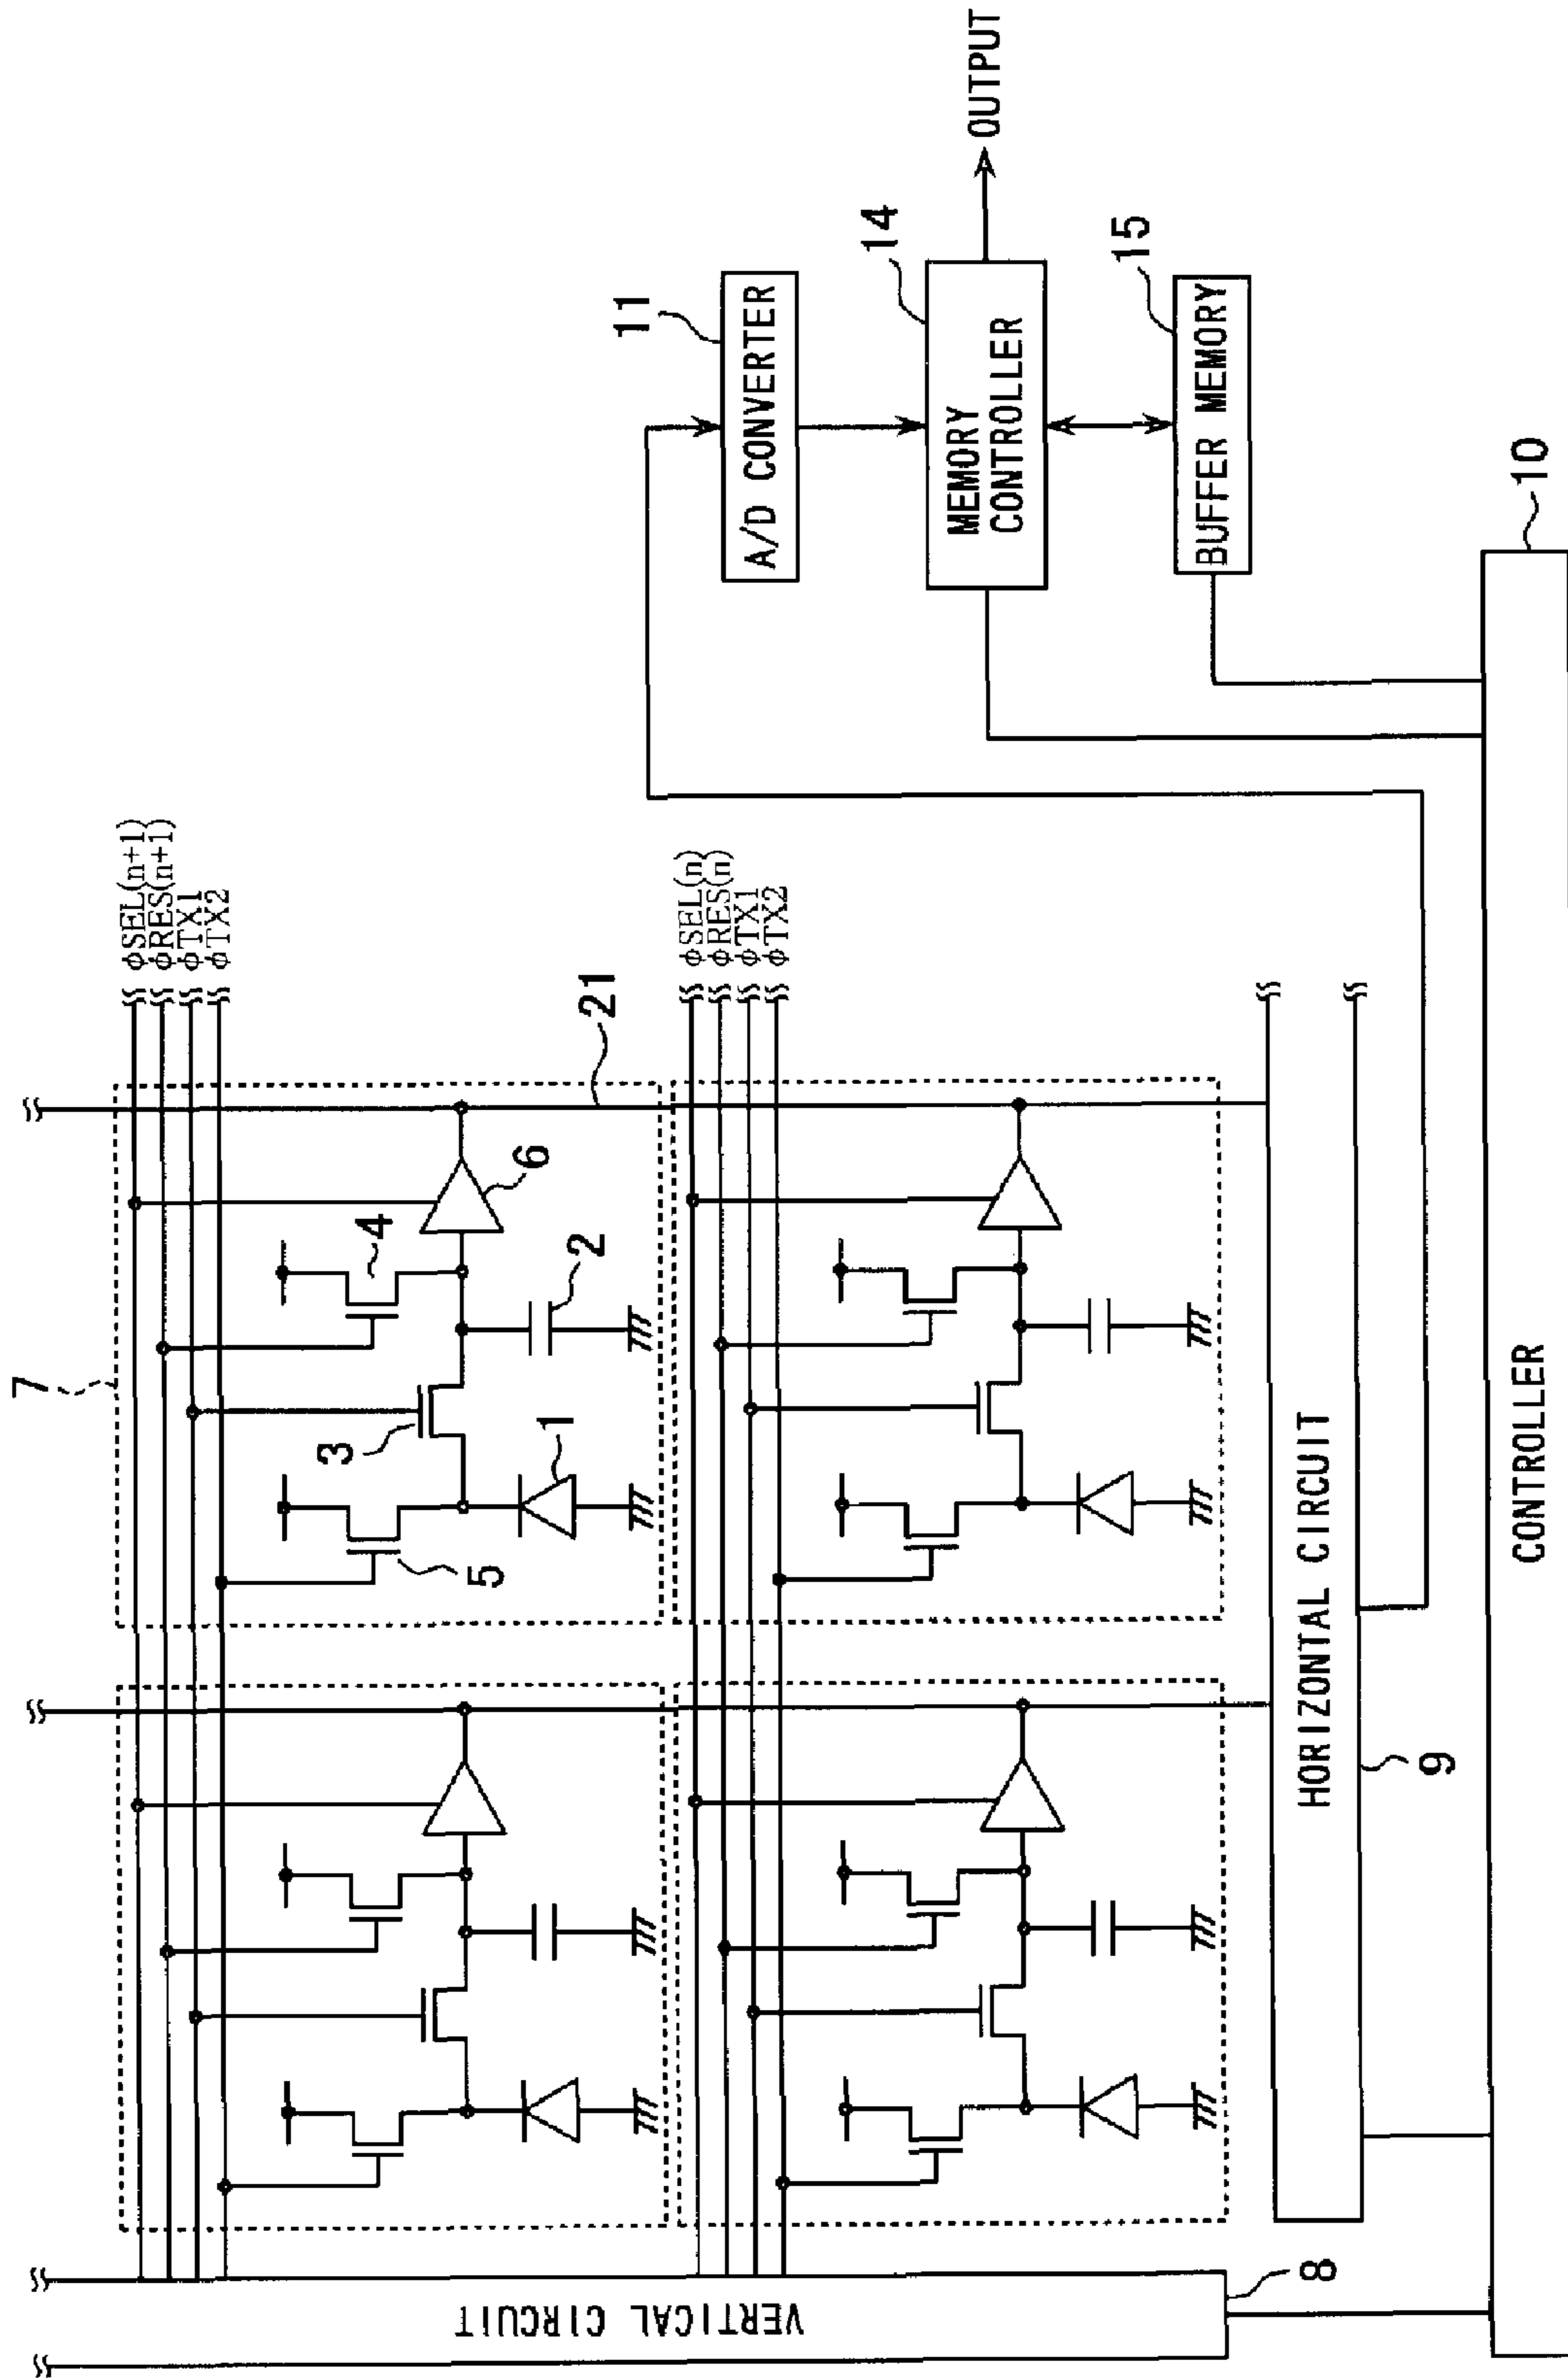 7
φSEL(n+1)
φRES(n+1)
φTX1
φTX2
4
6
21
3
2
5
1
φSEL(n)
φRES(n)
φTX1
φTX2
VERTICAL CIRCUIT
8
HORIZONTAL CIRCUIT
9
11
A/D CONVERTER
14
MEMORY
CONTROLLER
OUTPUT
15
BUFFER MEMORY
CONTROLLER
10